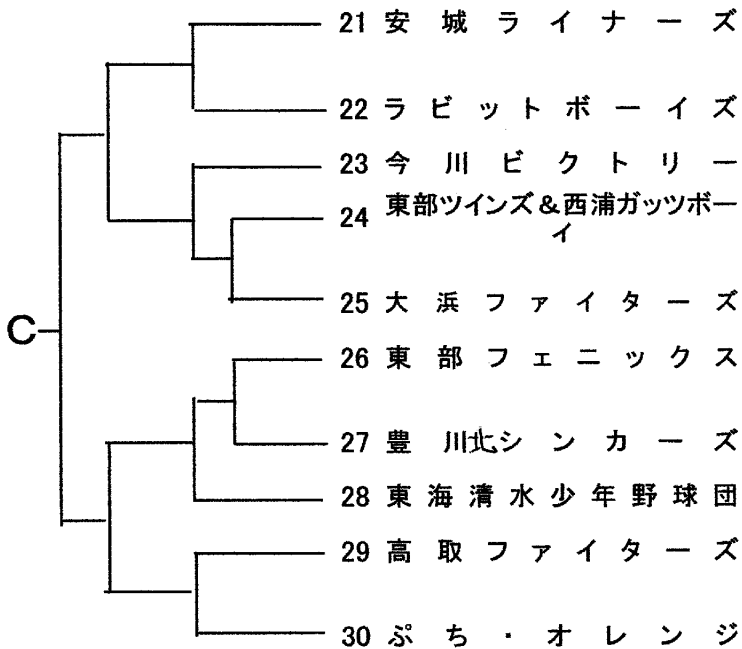 21 安城ライナーズ
22 ラビットボーイズ
23 今川ビクトリー
24 東部ツインズ&西浦ガッツボー
イ
25 大浜ファイターズ
C
26 東部フェニックス
27 豊川北シンカーズ
28 東海清水少年野球団
29 高取ファイターズ
30 ぷち・オレンジ